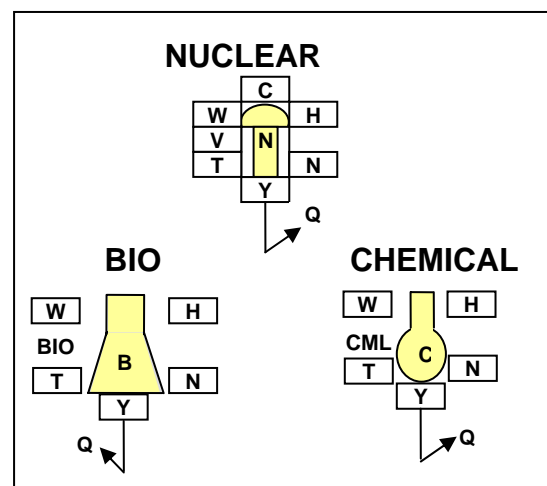 NUCLEAR
C
W H
V N
T N
Y
Q
BIO CHEMICAL
W H W H
BIO CML
B C
T N T N
Y Y
Q Q